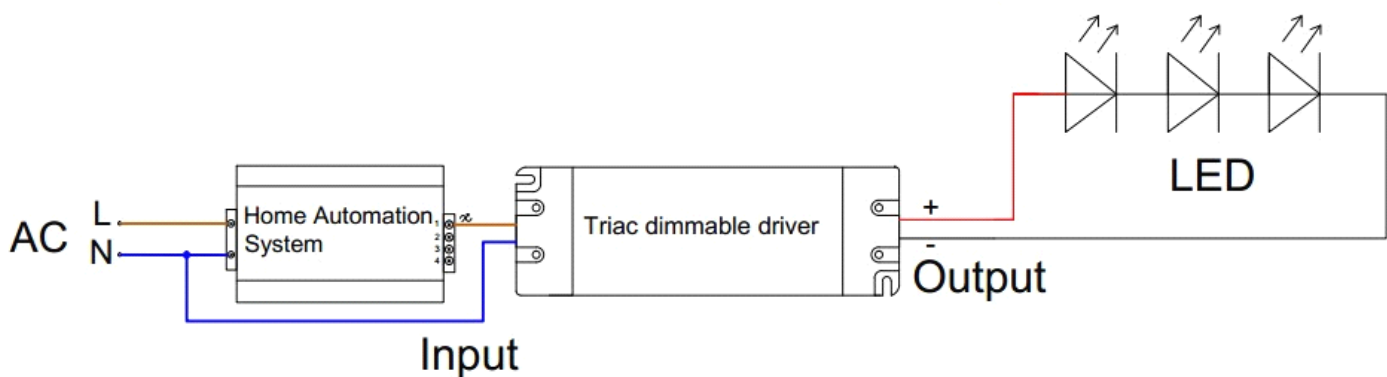 AC
L
N
Home Automation
System
1
2
3
4
Input
Triac dimmable driver
+
-
Output
LED